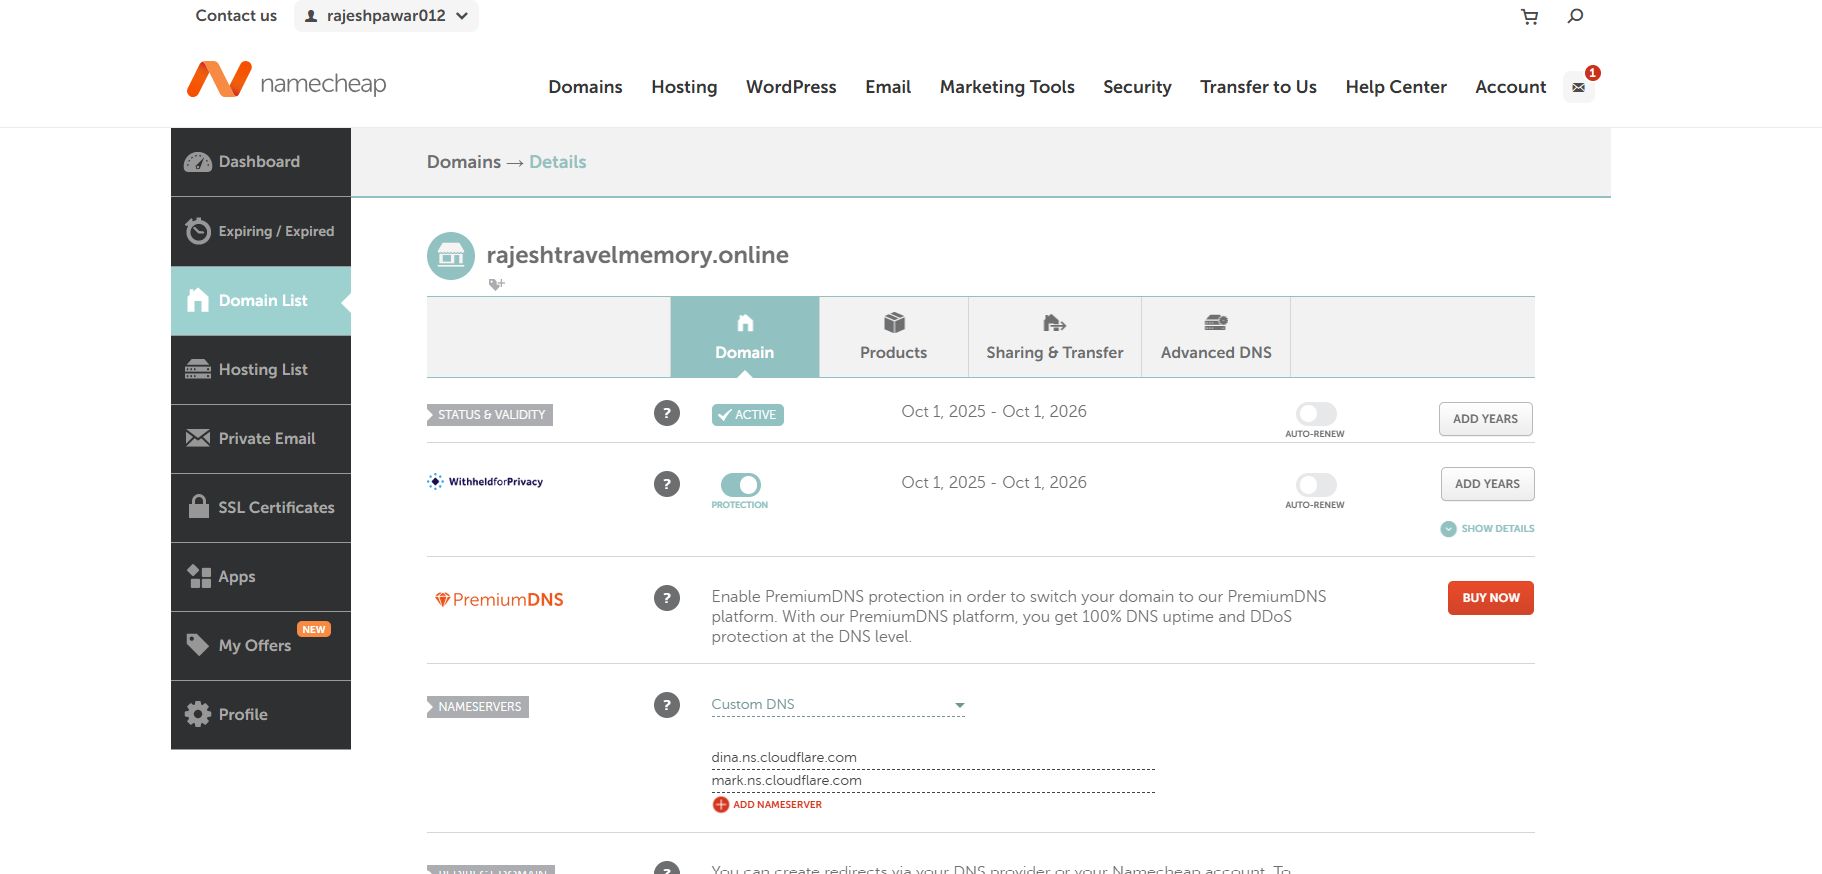 Contact us
rajeshpawar012
namecheap
Domains Hosting WordPress Email Marketing Tools Security Transfer to Us Help Center Account
1
Dashboard
Expiring / Expired
Domain List
Hosting List
Private Email
SSL Certificates
Apps
NEW
My Offers
Profile
Domains → Details
rajeshtravelmemory.online
Domain Products Sharing & Transfer Advanced DNS
STATUS & VALIDITY ? ACTIVE Oct 1, 2025 - Oct 1, 2026 AUTO-RENEW ADD YEARS
WithheldforPrivacy ? PROTECTION Oct 1, 2025 - Oct 1, 2026 AUTO-RENEW ADD YEARS
SHOW DETAILS
PremiumDNS ? Enable PremiumDNS protection in order to switch your domain to our PremiumDNS
platform. With our PremiumDNS platform, you get 100% DNS uptime and DDoS
protection at the DNS level.
BUY NOW
NAMESERVERS ? Custom DNS
dina.ns.cloudflare.com
mark.ns.cloudflare.com
ADD NAMESERVER
REDIRECT DOMAIN ? You can create redirects via your DNS provider or your Namecheap account. To